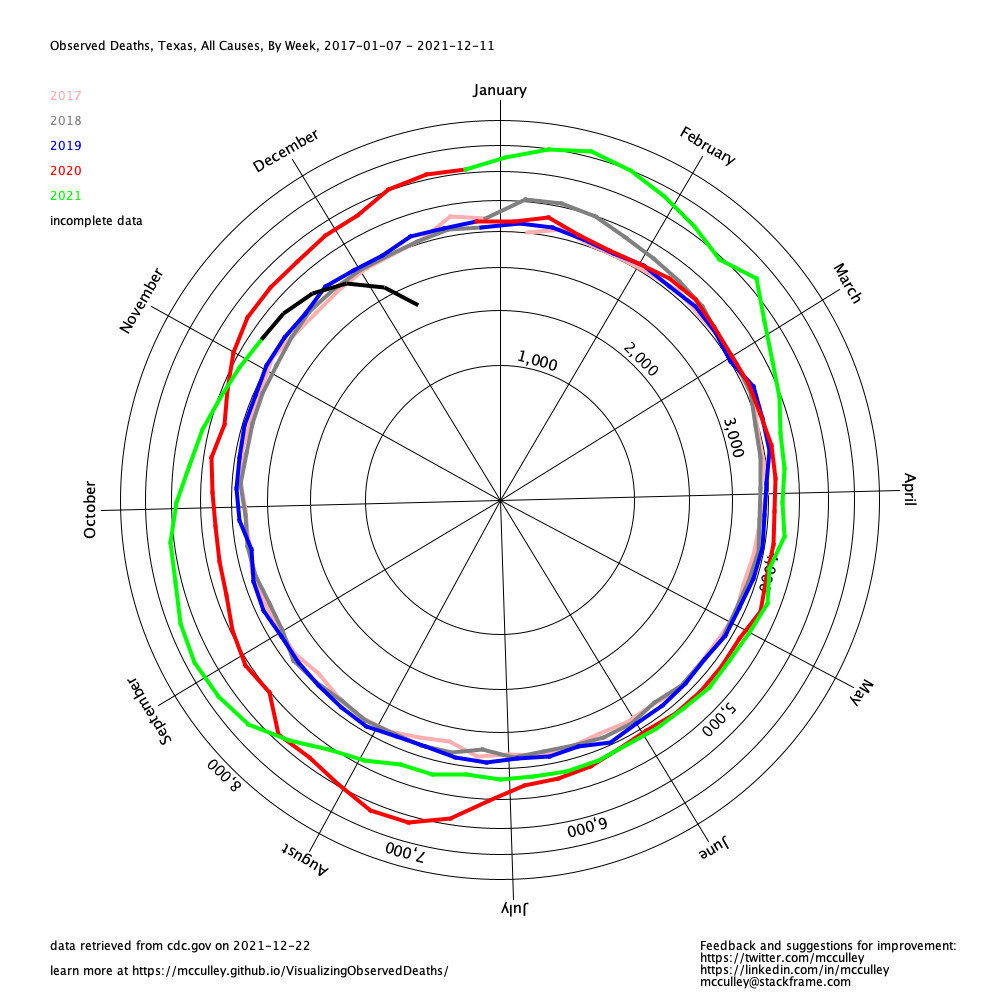 Observed Deaths, Texas, All Causes, By Week, 2017-01-07 - 2021-12-11
January
2017
2018
2019
2020
2021
incomplete data
December
February
November
March
1,000
2,000
3,000
October
April
4,000
September
May
5,000
8,000
6,000
7,000
August
June
July
data retrieved from cdc.gov on 2021-12-22
learn more at https://mcculley.github.io/VisualizingObservedDeaths/
Feedback and suggestions for improvement:
https://twitter.com/mcculley
https://linkedin.com/in/mcculley
mcculley@stackframe.com